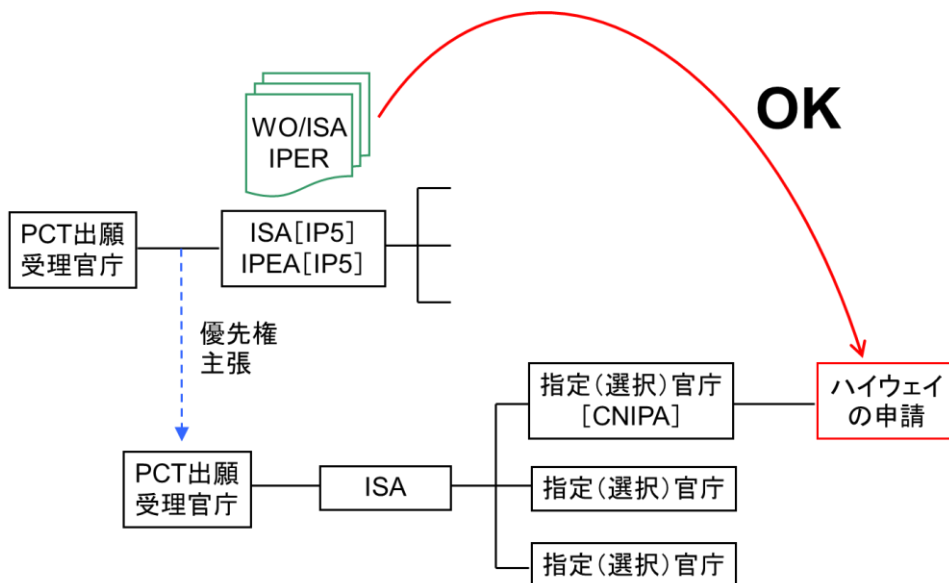 WO/ISA
IPER
OK
PCT出願
受理官庁
ISA[IP5]
IPEA[IP5]
優先権
主張
指定(選択)官庁
[CNIPA]
ハイウェイ
の申請
PCT出願
受理官庁
ISA
指定(選択)官庁
指定(選択)官庁